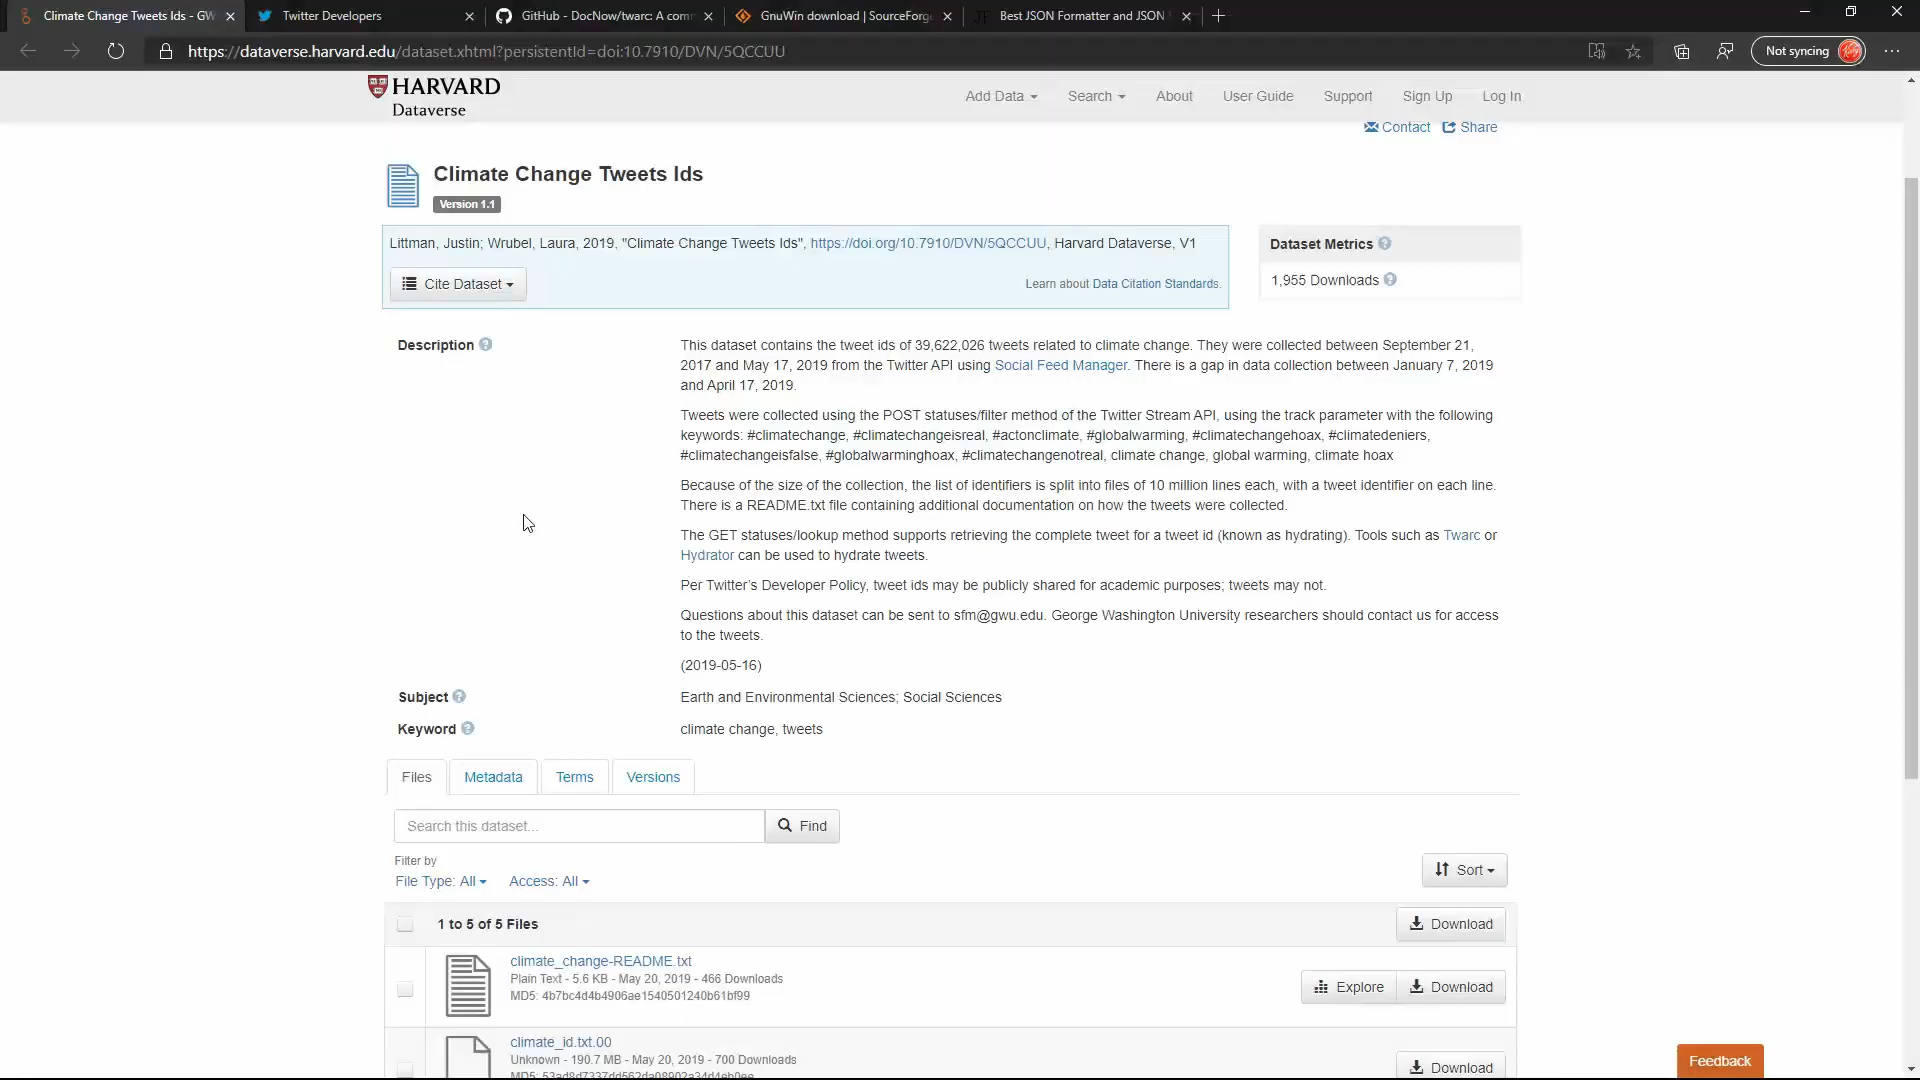 Climate Change Tweets Ids - GW
Twitter Developers
GitHub - DocNow/twarc: A com
GnuWin download | SourceForg
Best JSON Formatter and JSON
https://dataverse.harvard.edu/dataset.xhtml?persistentId=doi:10.7910/DVN/5QCCUU
Not syncing
HARVARD
Dataverse
Add Data
Search
About
User Guide
Support
Sign Up
Log In
Contact
Share
Climate Change Tweets Ids
Version 1.1
Littman, Justin; Wrubel, Laura, 2019, "Climate Change Tweets Ids", https://doi.org/10.7910/DVN/5QCCUU, Harvard Dataverse, V1
Cite Dataset
Learn about Data Citation Standards.
Dataset Metrics
1,955 Downloads
Description
This dataset contains the tweet ids of 39,622,026 tweets related to climate change. They were collected between September 21,
2017 and May 17, 2019 from the Twitter API using Social Feed Manager. There is a gap in data collection between January 7, 2019
and April 17, 2019.
Tweets were collected using the POST statuses/filter method of the Twitter Stream API, using the track parameter with the following
keywords: #climatechange, #climatechangeisreal, #actonclimate, #globalwarming, #climatechangehoax, #climatedeniers,
#climatechangeisfalse, #globalwarminghoax, #climatechangenotreal, climate change, global warming, climate hoax
Because of the size of the collection, the list of identifiers is split into files of 10 million lines each, with a tweet identifier on each line.
There is a README.txt file containing additional documentation on how the tweets were collected.
The GET statuses/lookup method supports retrieving the complete tweet for a tweet id (known as hydrating). Tools such as Twarc or
Hydrator can be used to hydrate tweets.
Per Twitter's Developer Policy, tweet ids may be publicly shared for academic purposes; tweets may not.
Questions about this dataset can be sent to sfm@gwu.edu. George Washington University researchers should contact us for access
to the tweets.
(2019-05-16)
Subject
Earth and Environmental Sciences; Social Sciences
Keyword
climate change, tweets
Files
Metadata
Terms
Versions
Search this dataset...
Find
Filter by
File Type: All
Access: All
Sort
1 to 5 of 5 Files
Download
climate_change-README.txt
Plain Text - 5.6 KB - May 20, 2019 - 466 Downloads
MD5: 4b7bc4d4b4906ae1540501240b61bf99
Explore
Download
climate_id.txt.00
Unknown - 190.7 MB - May 20, 2019 - 700 Downloads
Download
Feedback